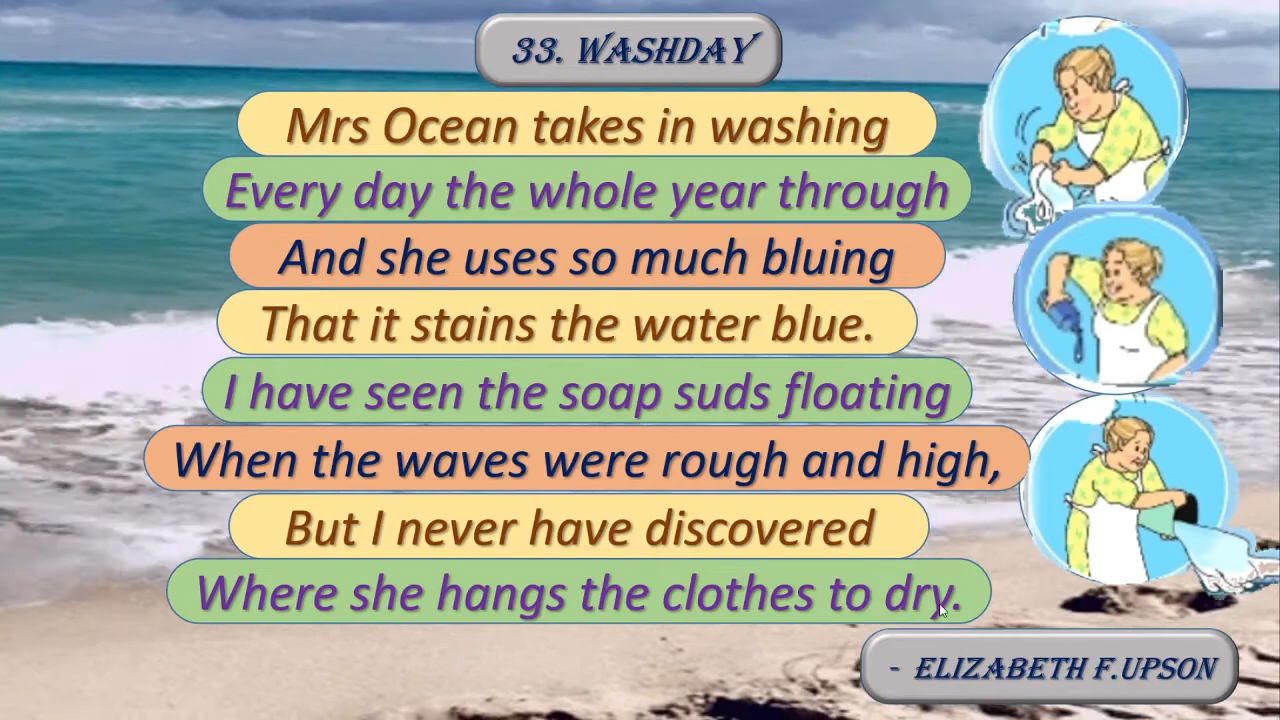 33. WASHDAY
Mrs Ocean takes in washing
Every day the whole year through
And she uses so much bluing
That it stains the water blue.
I have seen the soap suds floating
When the waves were rough and high,
But I never have discovered
Where she hangs the clothes to dry.
- ELIZABETH F.UPSON